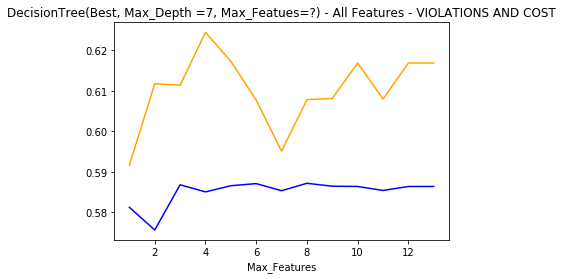 DecisionTree(Best, Max_Depth =7, Max_Featues=?) - All Features - VIOLATIONS AND COST
0.62
0.61
0.60
0.59
0.58
2 4 6 8 10 12
Max_Features